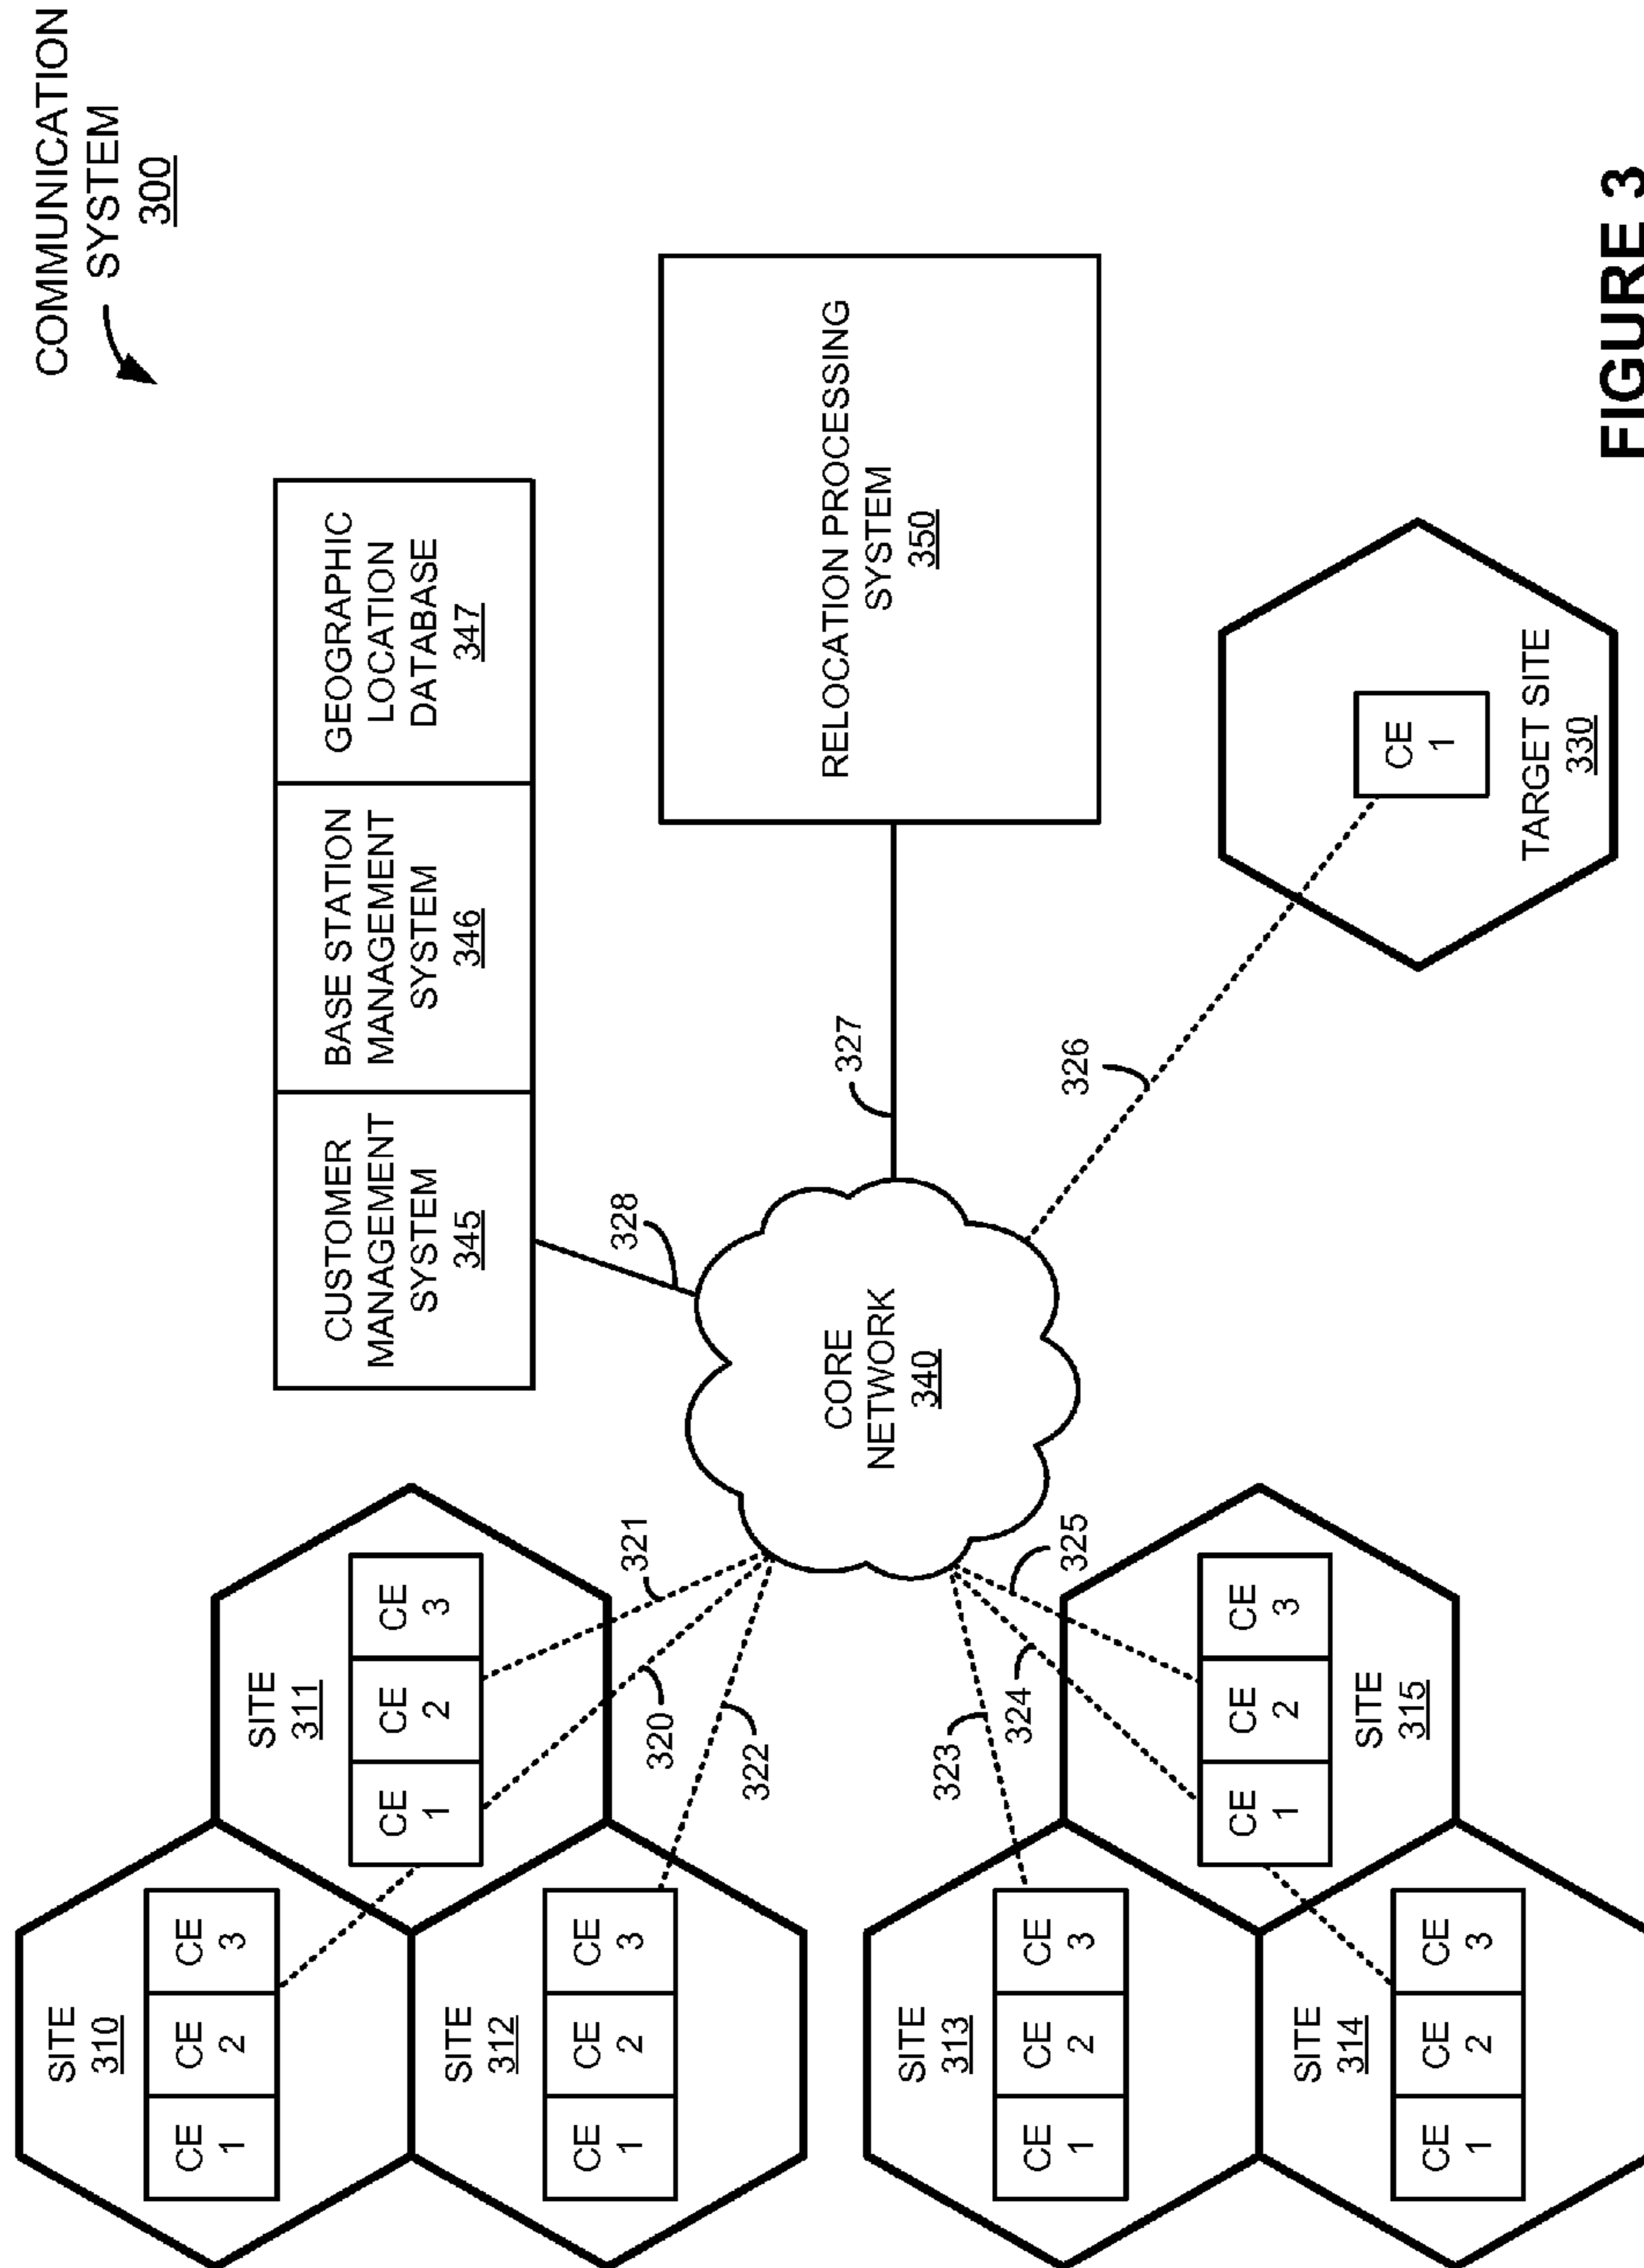 COMMUNICATION
SYSTEM
300
SITE
310
CE
1
CE
2
CE
3
SITE
311
CE
1
CE
2
CE
3
SITE
312
CE
1
CE
2
CE
3
321
320
322
CUSTOMER
MANAGEMENT
SYSTEM
345
BASE STATION
MANAGEMENT
SYSTEM
346
GEOGRAPHIC
LOCATION
DATABASE
347
328
CORE
NETWORK
340
327
RELOCATION PROCESSING
SYSTEM
350
323
324
325
SITE
313
CE
1
CE
2
CE
3
SITE
314
CE
1
CE
2
CE
3
CE
1
CE
2
CE
3
SITE
315
326
CE
1
TARGET SITE
330
FIGURE 3